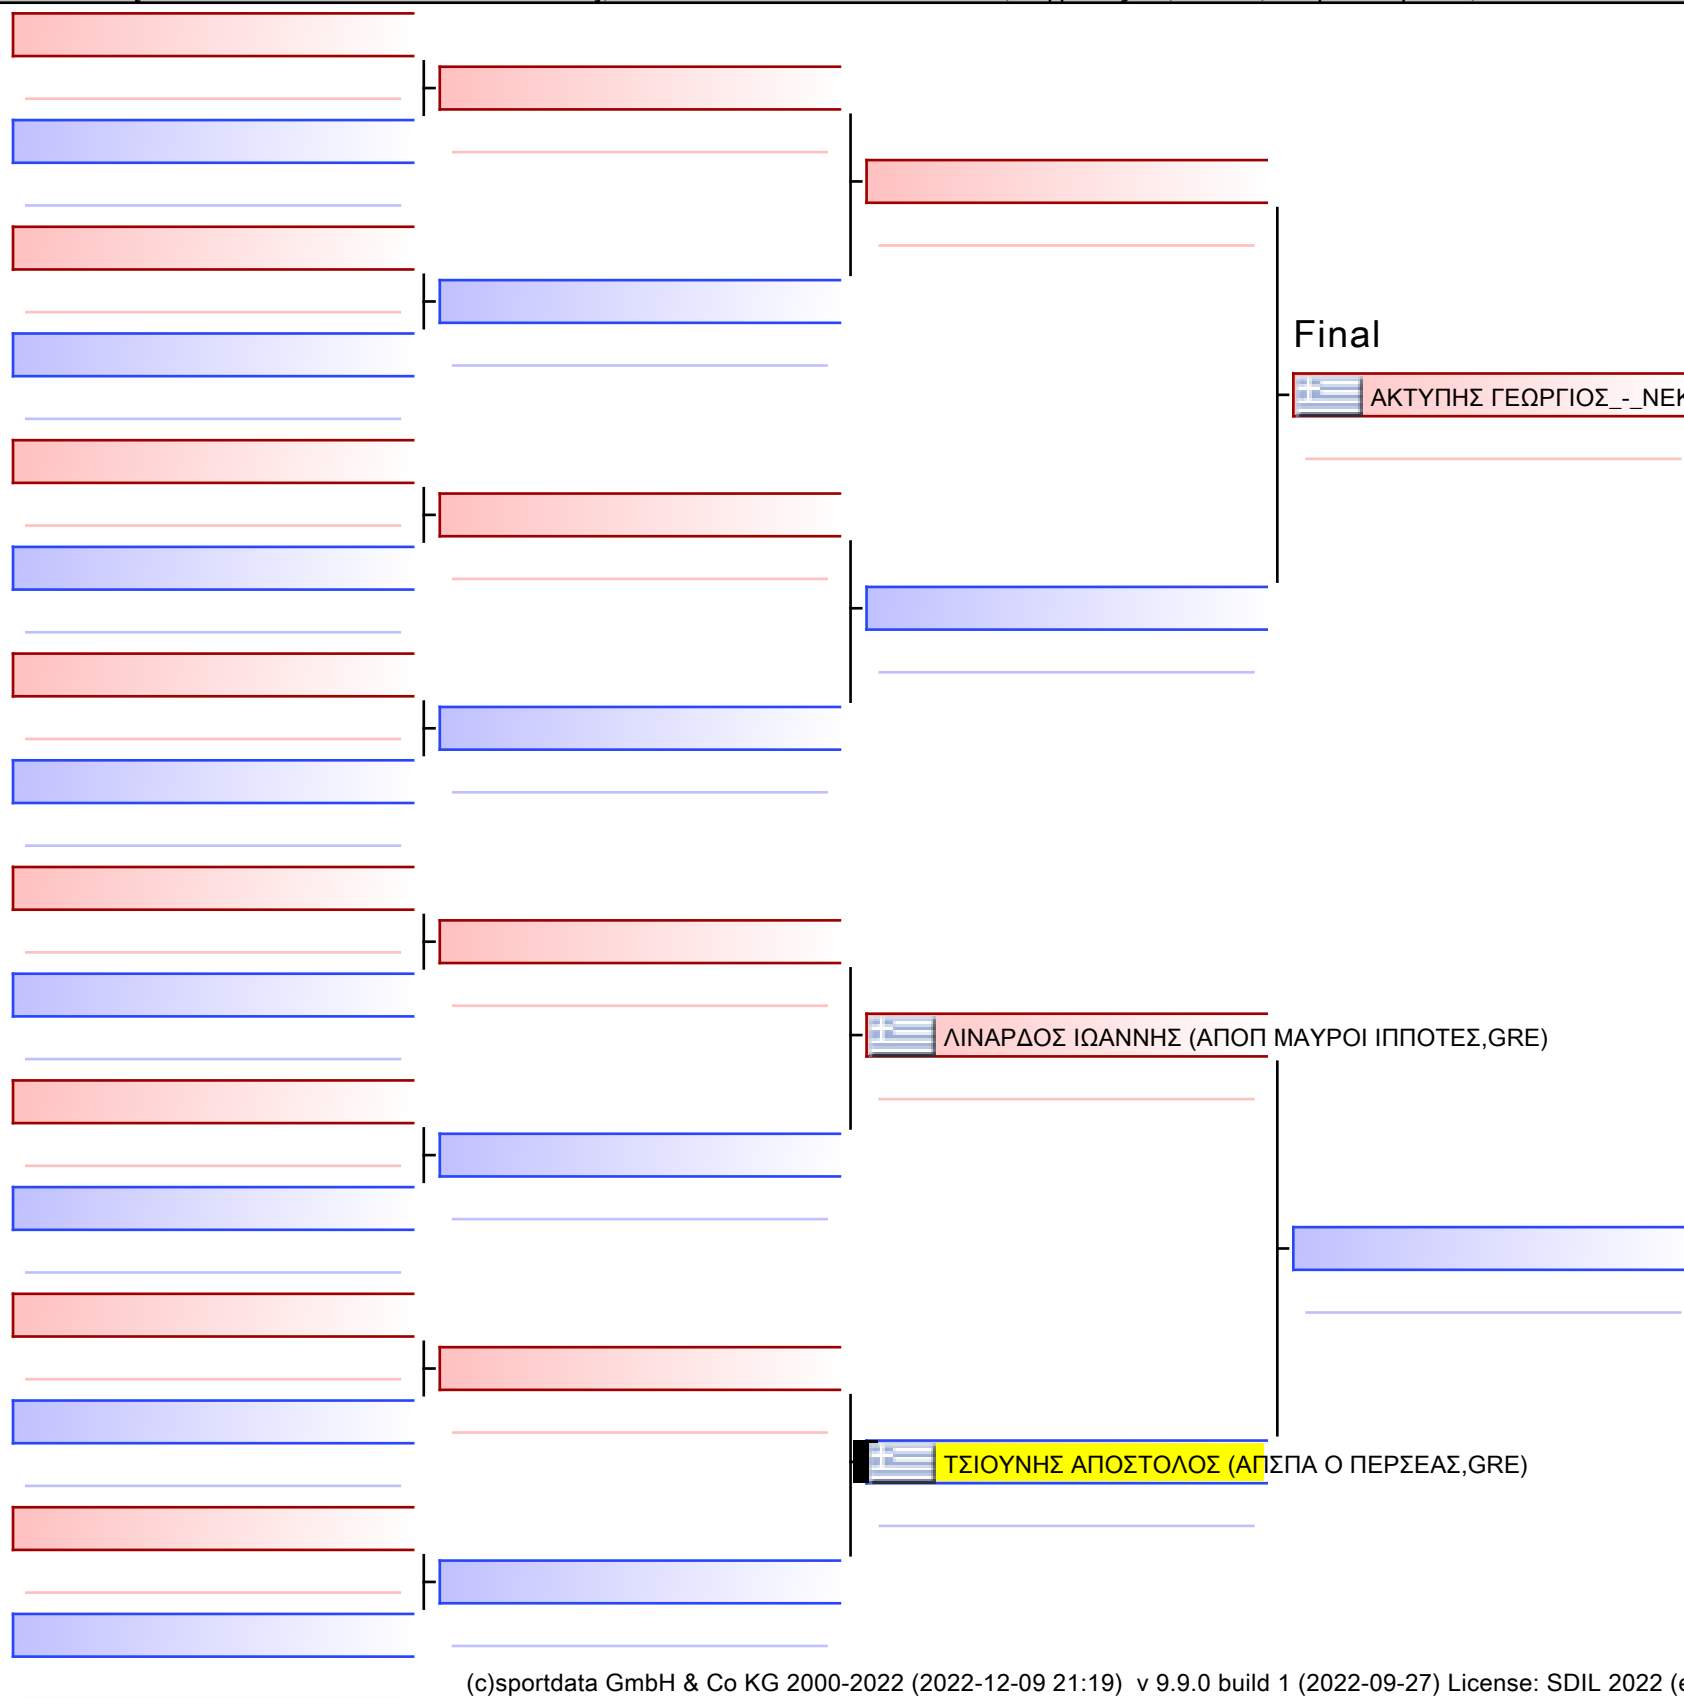 Final
ΑΚΤΥΠΗΣ ΓΕΩΡΓΙΟΣ_-_ΝΕΚ
ΛΙΝΑΡΔΟΣ ΙΩΑΝΝΗΣ (ΑΠΟΠ ΜΑΥΡΟΙ ΙΠΠΟΤΕΣ,GRE)
ΤΣΙΟΥΝΗΣ ΑΠΟΣΤΟΛΟΣ (ΑΠΣΠΑ Ο ΠΕΡΣΕΑΣ,GRE)
(c)sportdata GmbH & Co KG 2000-2022 (2022-12-09 21:19) v 9.9.0 build 1 (2022-09-27) License: SDIL 2022 (e